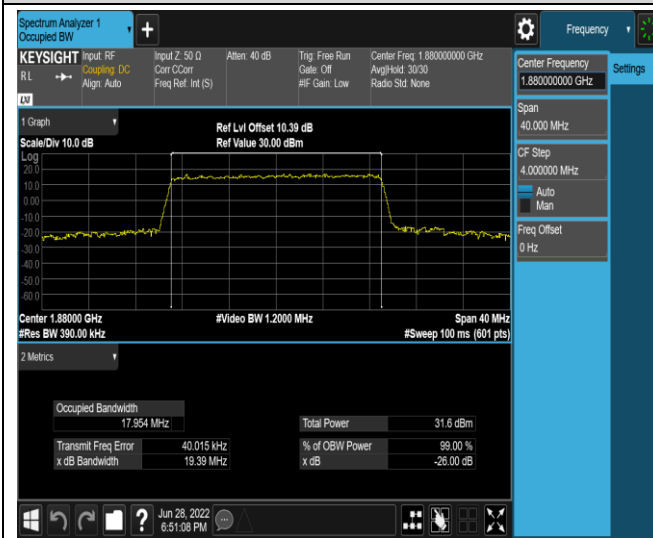 Spectrum Analyzer 1
Occupied BW
+
Frequency
KEYSIGHT
RL
LXI
Input: RF
Coupling: DC
Align: Auto
Input Z: 50 Ω
Corr CCorr
Freq Ref: Int (S)
Atten: 40 dB
Trig: Free Run
Gate: Off
#IF Gain: Low
Center Freq: 1.880000000 GHz
Avg|Hold: 30/30
Radio Std: None
Center Frequency
1.880000000 GHz
Settings
Span
40.000 MHz
CF Step
4.000000 MHz
Auto
Man
Freq Offset
0 Hz
1 Graph
Scale/Div 10.0 dB
Ref Lvl Offset 10.39 dB
Ref Value 30.00 dBm
Log
20.0
10.0
0.00
-10.0
-20.0
-30.0
-40.0
-50.0
-60.0
Center 1.88000 GHz
#Video BW 1.2000 MHz
Span 40 MHz
#Res BW 390.00 kHz
#Sweep 100 ms (601 pts)
2 Metrics
Occupied Bandwidth
17.954 MHz
Total Power 31.6 dBm
Transmit Freq Error 40.015 kHz
% of OBW Power 99.00 %
x dB Bandwidth 19.39 MHz
x dB -26.00 dB
?
Jun 28, 2022
6:51:08 PM